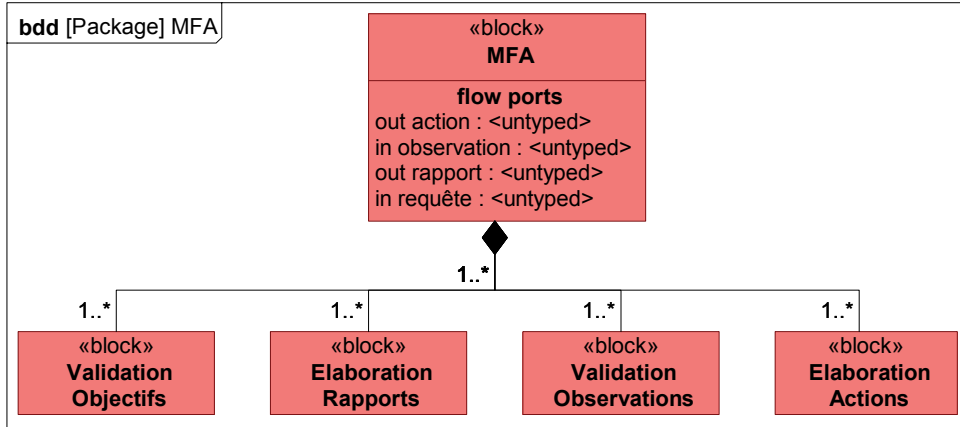 bdd [Package] MFA
«block»
MFA
flow ports
out action : <untyped>
in observation : <untyped>
out rapport : <untyped>
in requête : <untyped>
1..*
1..*
1..*
1..*
1..*
«block»
Validation
Objectifs
«block»
Elaboration
Rapports
«block»
Validation
Observations
«block»
Elaboration
Actions